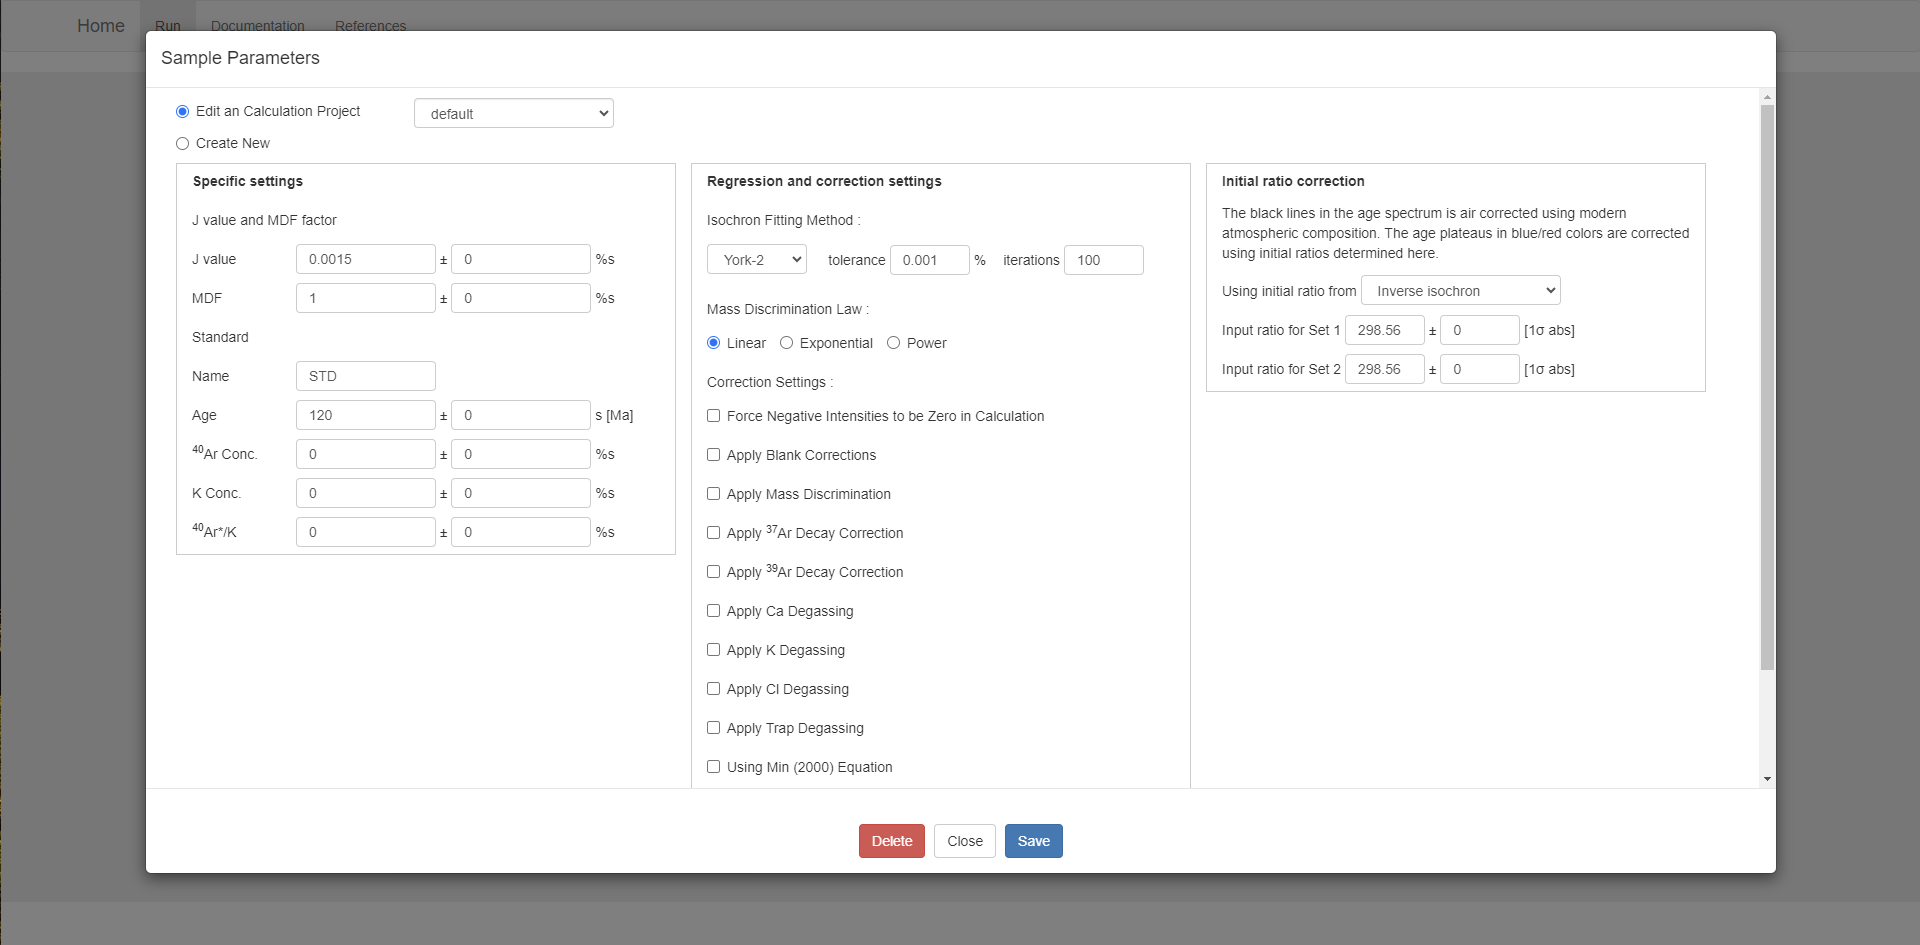 Home Run Documentation References
Sample Parameters
Edit an Calculation Project default
Create New
Specific settings
J value and MDF factor
J value 0.0015 ± 0 %s
MDF 1 ± 0 %s
Standard
Name STD
Age 120 ± 0 s [Ma]
⁴⁰Ar Conc. 0 ± 0 %s
K Conc. 0 ± 0 %s
⁴⁰Ar*/K 0 ± 0 %s
Regression and correction settings
Isochron Fitting Method :
York-2 tolerance 0.001 % iterations 100
Mass Discrimination Law :
Linear Exponential Power
Correction Settings :
Force Negative Intensities to be Zero in Calculation
Apply Blank Corrections
Apply Mass Discrimination
Apply ³⁷Ar Decay Correction
Apply ³⁹Ar Decay Correction
Apply Ca Degassing
Apply K Degassing
Apply Cl Degassing
Apply Trap Degassing
Using Min (2000) Equation
Initial ratio correction
The black lines in the age spectrum is air corrected using modern
atmospheric composition. The age plateaus in blue/red colors are corrected
using initial ratios determined here.
Using initial ratio from Inverse isochron
Input ratio for Set 1 298.56 ± 0 [1σ abs]
Input ratio for Set 2 298.56 ± 0 [1σ abs]
Delete Close Save